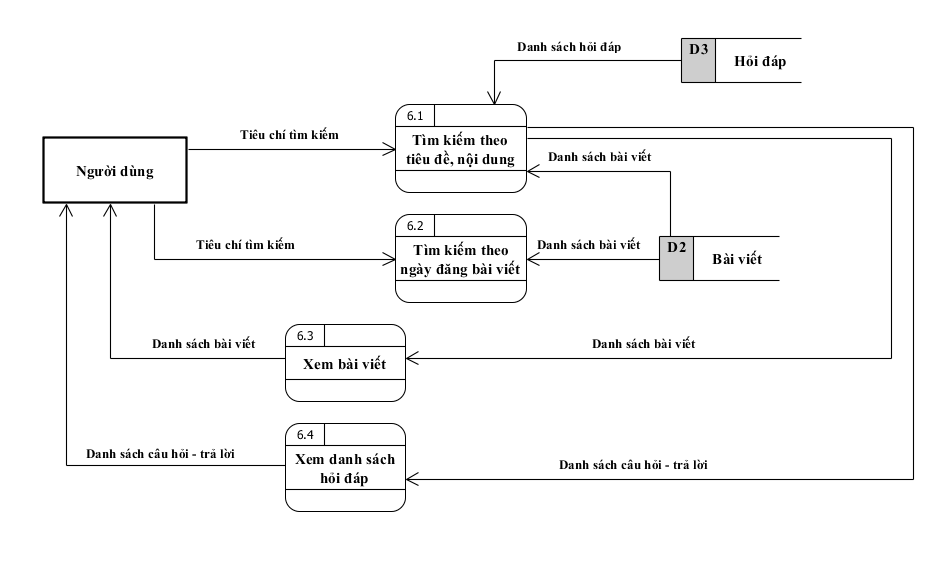 Danh sách hỏi đáp
D3
Hỏi đáp
6.1
Tiêu chí tìm kiếm
Tìm kiếm theo
tiêu đề, nội dung
Danh sách bài viết
Người dùng
6.2
Tiêu chí tìm kiếm
Tìm kiếm theo
ngày đăng bài viết
Danh sách bài viết
D2
Bài viết
6.3
Danh sách bài viết
Xem bài viết
Danh sách bài viết
6.4
Danh sách câu hỏi - trả lời
Xem danh sách
hỏi đáp
Danh sách câu hỏi - trả lời